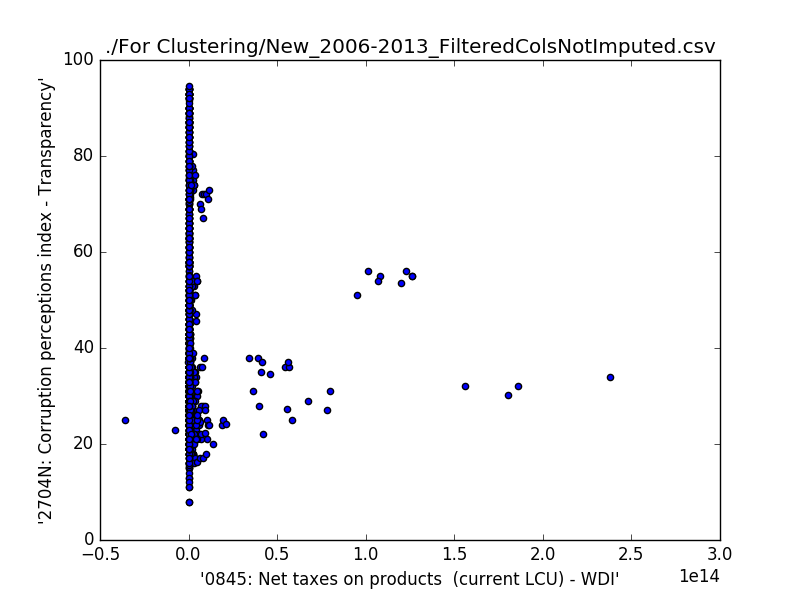 ./For Clustering/New_2006-2013_FilteredColsNotImputed.csv
100
80
60
40
20
0
'2704N: Corruption perceptions index - Transparency'
−0.5 0.0 0.5 1.0 1.5 2.0 2.5 3.0
1e14
'0845: Net taxes on products  (current LCU) - WDI'